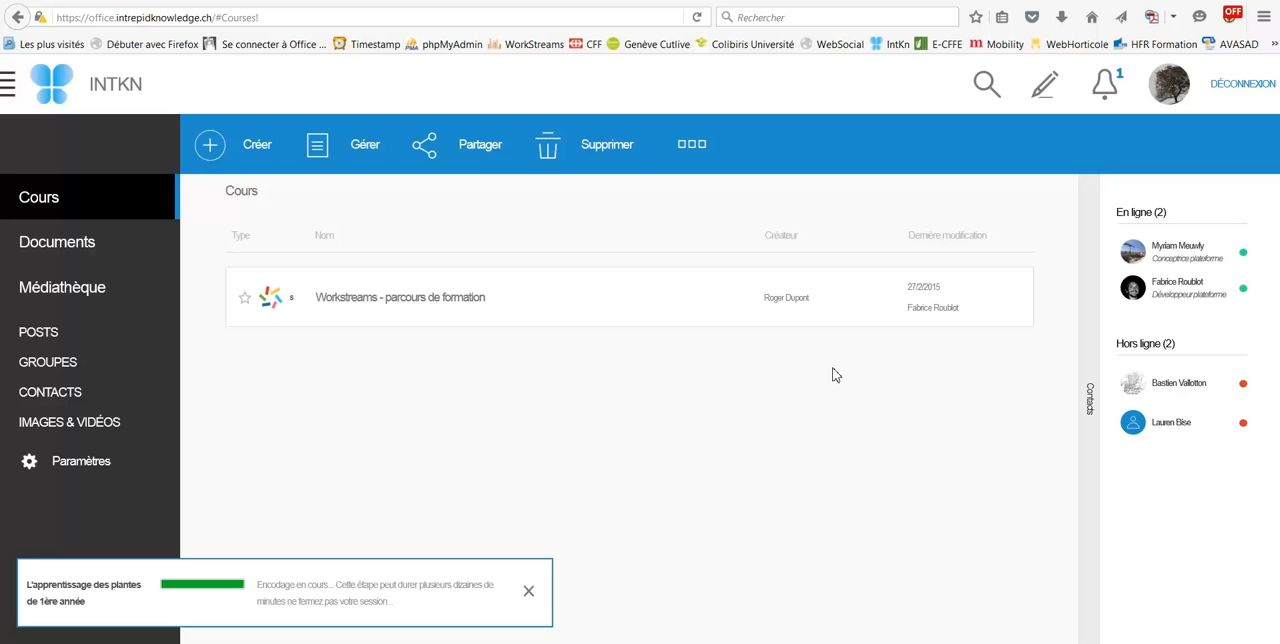 https://office.intrepidknowledge.ch/#Courses!
Rechercher
OFF
Les plus visités Débuter avec Firefox Se connecter à Office ... Timestamp phpMyAdmin WorkStreams CFF Genève Cutlive Colibiris Université WebSocial IntKn E-CFFE Mobility WebHorticole HFR Formation AVASAD »
INTKN
1
DÉCONNEXION
Créer Gérer Partager Supprimer
Cours
Documents
Médiathèque
POSTS
GROUPES
CONTACTS
IMAGES & VIDÉOS
Paramètres
Cours
Type Nom Créateur Dernière modification
s Workstreams - parcours de formation Roger Dupont
27/2/2015
Fabrice Roublot
Contacts
En ligne (2)
Myriam Meuwly
Conceptrice plateforme
Fabrice Roublot
Développeur plateforme
Hors ligne (2)
Bastien Vallotton
Lauren Bise
L'apprentissage des plantes
de 1ère année
Encodage en cours... Cette étape peut durer plusieurs dizaines de
minutes ne fermez pas votre session...